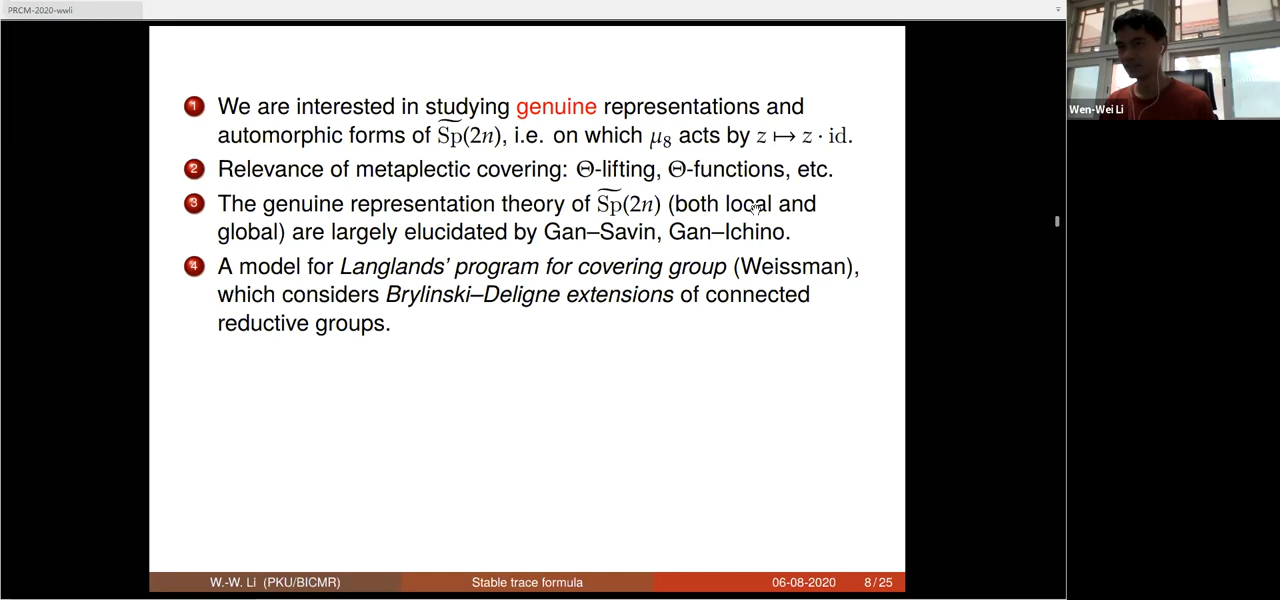 PRCM-2020-wwli
1 We are interested in studying genuine representations and
automorphic forms of S͠p(2n), i.e. on which μ₈ acts by z ↦ z · id.
2 Relevance of metaplectic covering: Θ-lifting, Θ-functions, etc.
3 The genuine representation theory of S͠p(2n) (both local and
global) are largely elucidated by Gan–Savin, Gan–Ichino.
4 A model for Langlands' program for covering group (Weissman),
which considers Brylinski–Deligne extensions of connected
reductive groups.
W.-W. Li (PKU/BICMR) Stable trace formula 06-08-2020 8/25
Wen-Wei Li